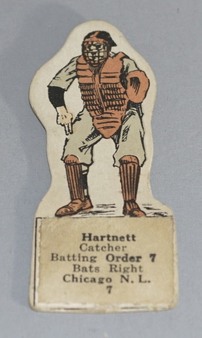 Hartnett
Catcher
Batting Order 7
Bats Right
Chicago N. L.
7